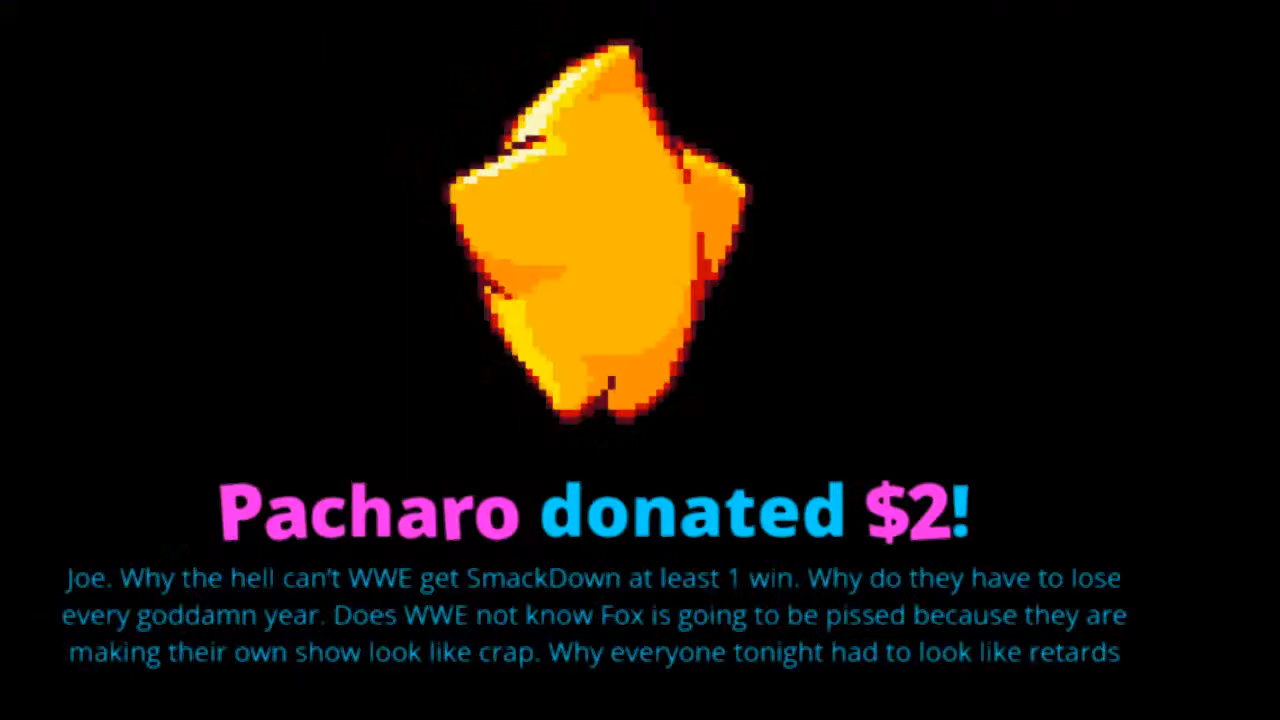 Pacharo donated $2!
Joe. Why the hell can't WWE get SmackDown at least 1 win. Why do they have to lose
every goddamn year. Does WWE not know Fox is going to be pissed because they are
making their own show look like crap. Why everyone tonight had to look like retards